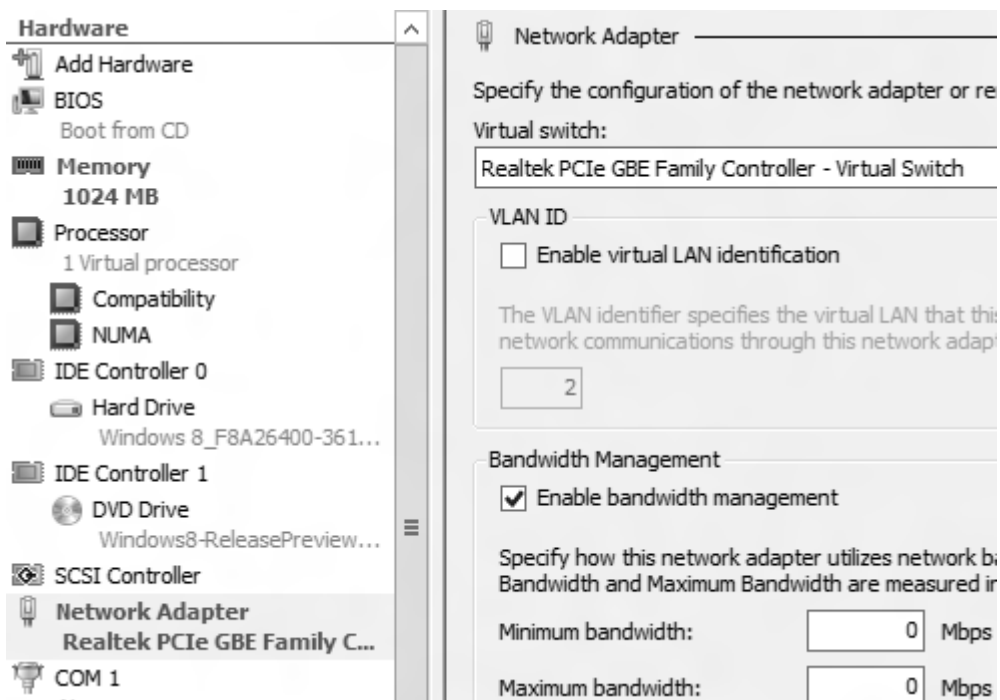 Hardware
Add Hardware
BIOS
Boot from CD
Memory
1024 MB
Processor
1 Virtual processor
Compatibility
NUMA
IDE Controller 0
Hard Drive
Windows 8_F8A26400-361...
IDE Controller 1
DVD Drive
Windows8-ReleasePreview...
SCSI Controller
Network Adapter
Realtek PCIe GBE Family C...
COM 1
Network Adapter
Specify the configuration of the network adapter or re
Virtual switch:
Realtek PCIe GBE Family Controller - Virtual Switch
VLAN ID
Enable virtual LAN identification
The VLAN identifier specifies the virtual LAN that this
network communications through this network adapt
2
Bandwidth Management
Enable bandwidth management
Specify how this network adapter utilizes network ba
Bandwidth and Maximum Bandwidth are measured in
Minimum bandwidth: 0 Mbps
Maximum bandwidth: 0 Mbps